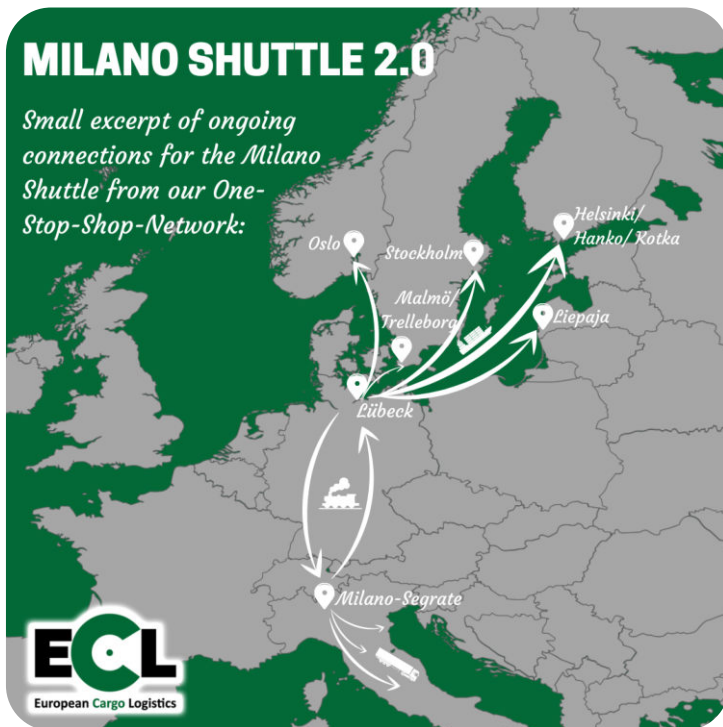 MILANO SHUTTLE 2.0
Small excerpt of ongoing
connections for the Milano
Shuttle from our One-
Stop-Shop-Network:
Helsinki/
Hanko/Kotka
Oslo
Stockholm
Malmö/
Trelleborg
Liepaja
Lübeck
Milano-Segrate
ECL
European Cargo Logistics